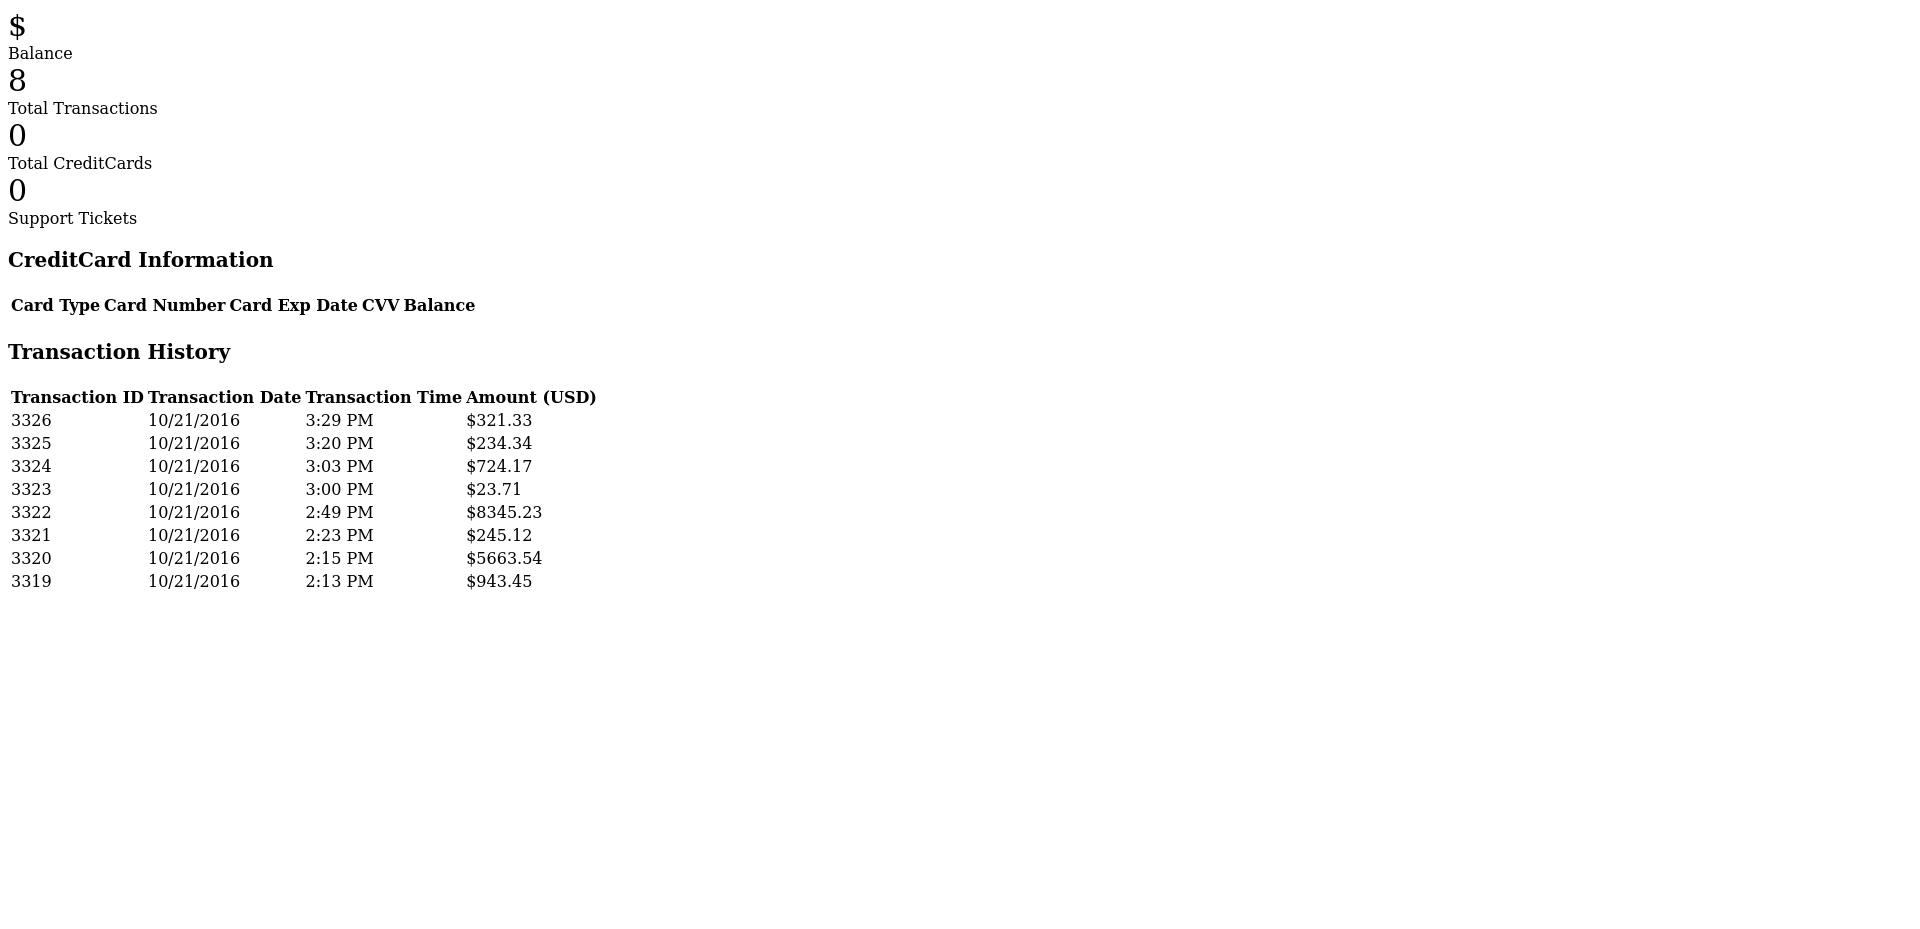 $
Balance
8
Total Transactions
0
Total CreditCards
0
Support Tickets
CreditCard Information
Card Type Card Number Card Exp Date CVV Balance
Transaction History
Transaction ID Transaction Date Transaction Time Amount (USD)
3326 10/21/2016 3:29 PM $321.33
3325 10/21/2016 3:20 PM $234.34
3324 10/21/2016 3:03 PM $724.17
3323 10/21/2016 3:00 PM $23.71
3322 10/21/2016 2:49 PM $8345.23
3321 10/21/2016 2:23 PM $245.12
3320 10/21/2016 2:15 PM $5663.54
3319 10/21/2016 2:13 PM $943.45